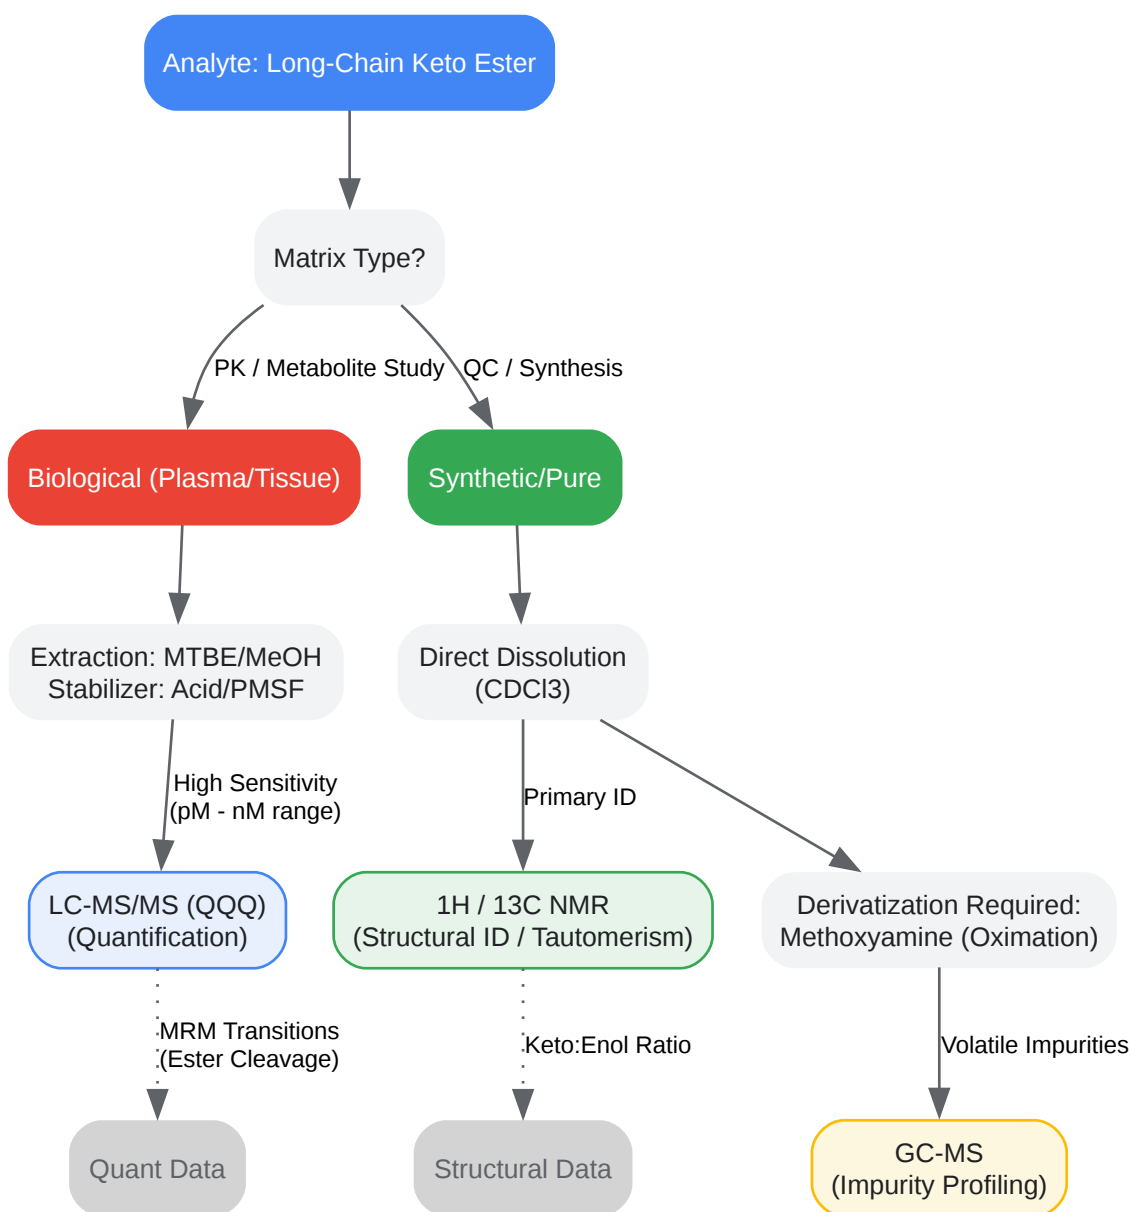 Analyte: Long-Chain Keto Ester
Matrix Type?
PK / Metabolite Study
QC / Synthesis
Biological (Plasma/Tissue)
Synthetic/Pure
Extraction: MTBE/MeOH
Stabilizer: Acid/PMSF
Direct Dissolution
(CDCl3)
High Sensitivity
(pM - nM range)
Primary ID
LC-MS/MS (QQQ)
(Quantification)
1H / 13C NMR
(Structural ID / Tautomerism)
Derivatization Required:
Methoxyamine (Oximation)
MRM Transitions
(Ester Cleavage)
Keto:Enol Ratio
Volatile Impurities
Quant Data
Structural Data
GC-MS
(Impurity Profiling)